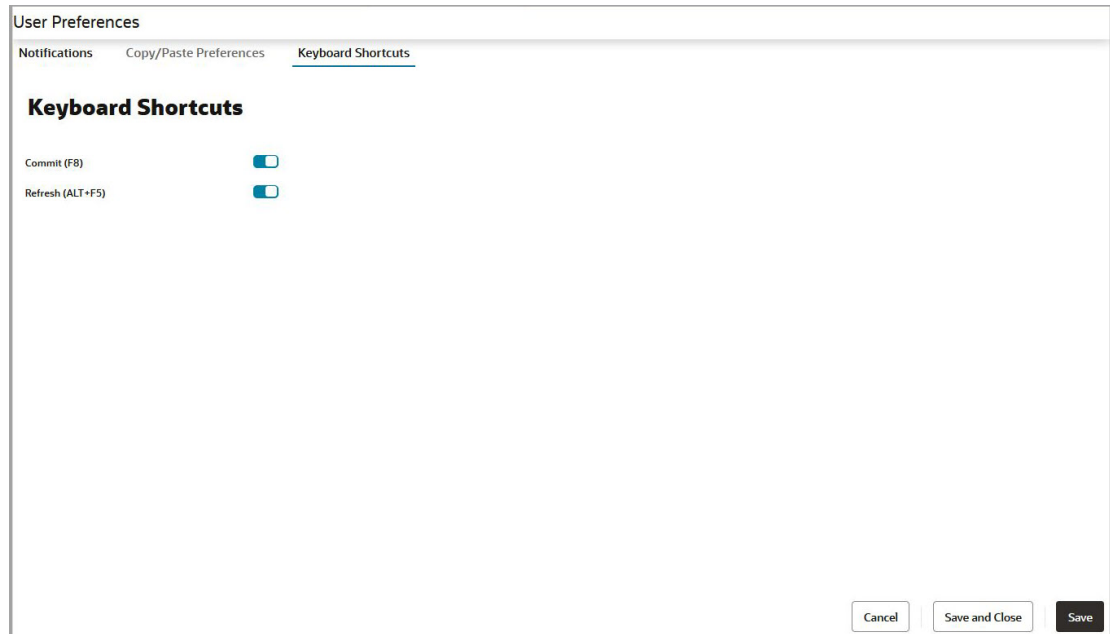 User Preferences
Notifications Copy/Paste Preferences Keyboard Shortcuts
Keyboard Shortcuts
Commit (F8)
Refresh (ALT+F5)
Cancel Save and Close Save